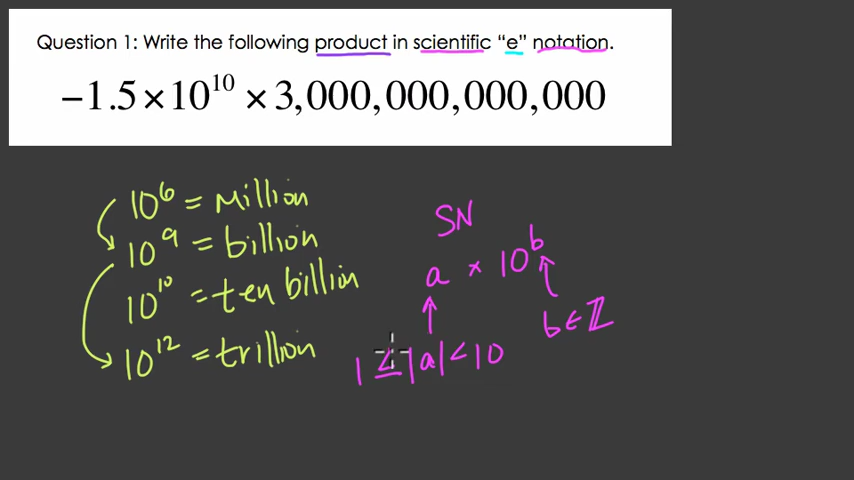 Question 1: Write the following product in scientific “e” notation.
−1.5×10¹⁰ ×3,000,000,000,000
10⁶ = Million
10⁹ = billion
10¹⁰ = ten billion
10¹² = trillion
SN
a × 10ᵇ
b ∈ ℤ
1 ≤ |a| < 10